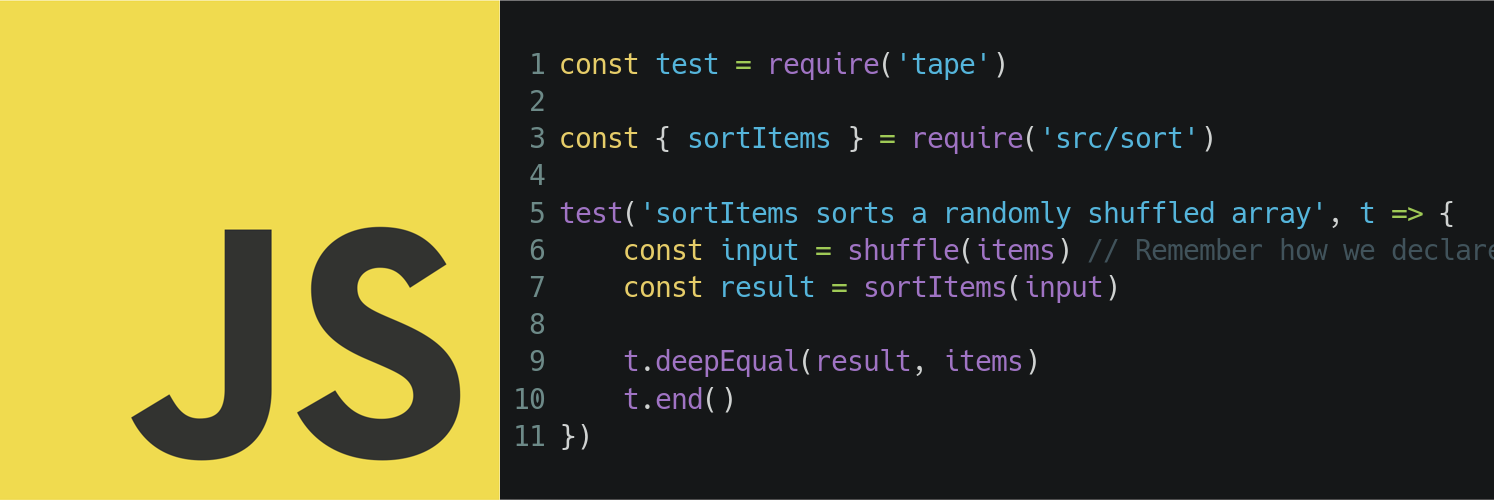 JS
1 const test = require('tape')
2
3 const { sortItems } = require('src/sort')
4
5 test('sortItems sorts a randomly shuffled array', t => {
6     const input = shuffle(items) // Remember how we declare
7     const result = sortItems(input)
8
9     t.deepEqual(result, items)
10     t.end()
11 })